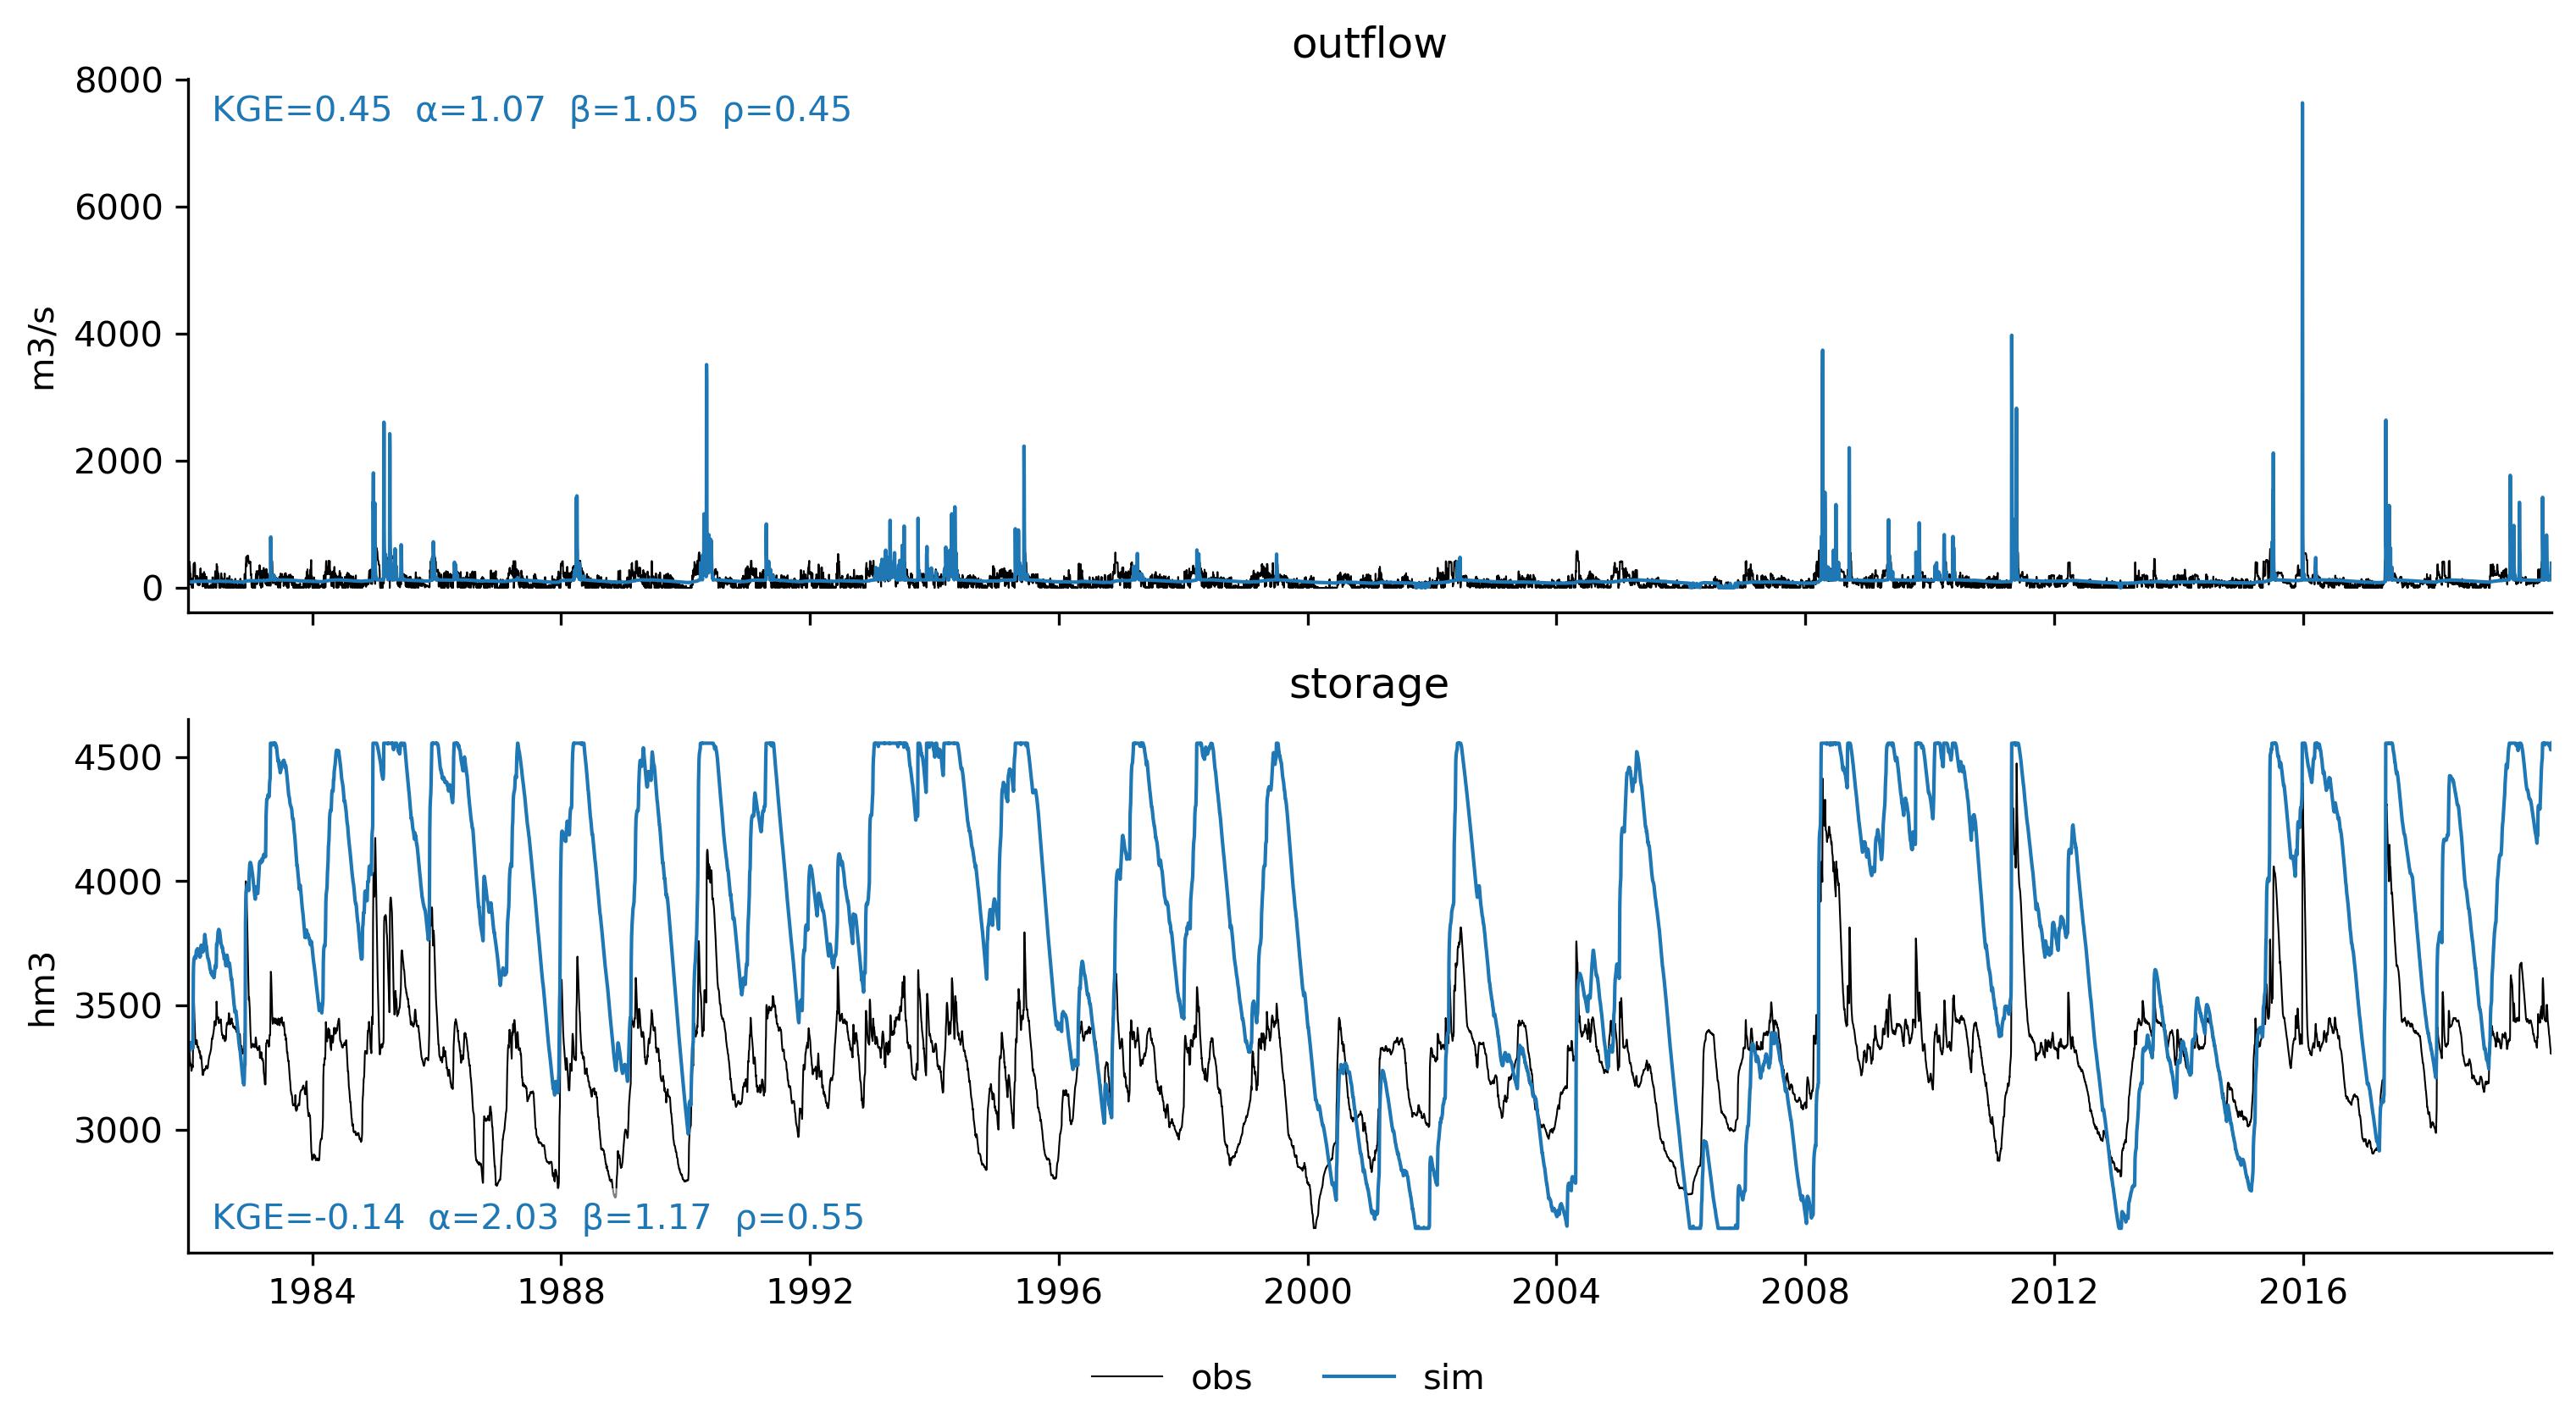 outflow
8000
KGE=0.45 α=1.07 β=1.05 ρ=0.45
6000
4000
m3/s
2000
0
storage
4500
4000
3500
hm3
3000
KGE=-0.14 α=2.03 β=1.17 ρ=0.55
1984 1988 1992 1996 2000 2004 2008 2012 2016
obs sim